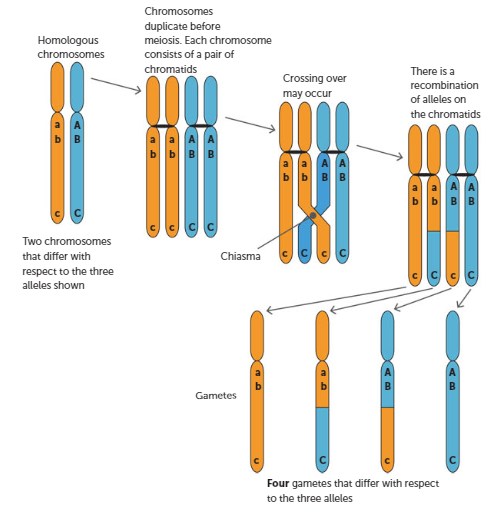 Chromosomes
duplicate before
meiosis. Each chromosome
consists of a pair of
chromatids
Homologous
chromosomes
Crossing over
may occur
There is a
recombination
of alleles on
the chromatids
a A
b B
c C
a a A A
b b B B
c c C C
a a A A
b b B B
c C c C
a a A A
b b B B
c C c C
Two chromosomes
that differ with
respect to the three
alleles shown
Chiasma
Gametes
a a A A
b b B B
c C c C
Four gametes that differ with respect
to the three alleles